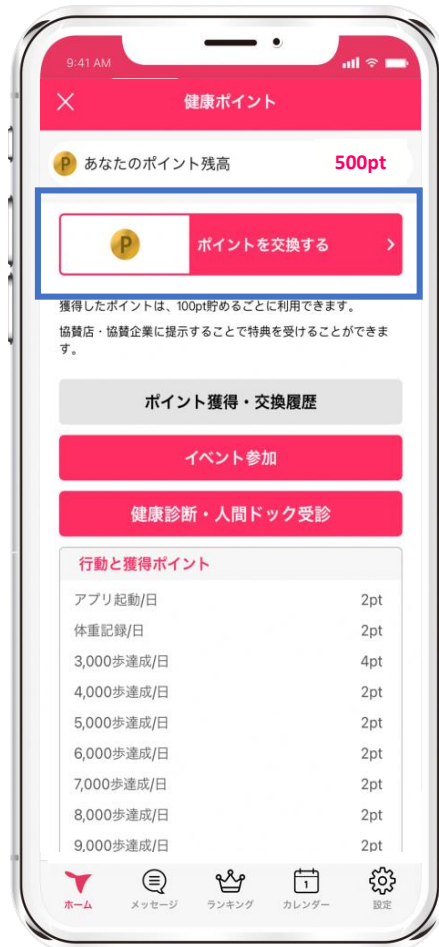 9:41 AM
健康ポイント
P あなたのポイント残高 500pt
P ポイントを交換する
獲得したポイントは、100pt貯めるごとに利用できます。
協賛店・協賛企業に提示することで特典を受けることができま
す。
ポイント獲得・交換履歴
イベント参加
健康診断・人間ドック受診
行動と獲得ポイント
アプリ起動/日 2pt
体重記録/日 2pt
3,000歩達成/日 4pt
4,000歩達成/日 2pt
5,000歩達成/日 2pt
6,000歩達成/日 2pt
7,000歩達成/日 2pt
8,000歩達成/日 2pt
9,000歩達成/日 2pt
1
ホーム メッセージ ランキング カレンダー 設定